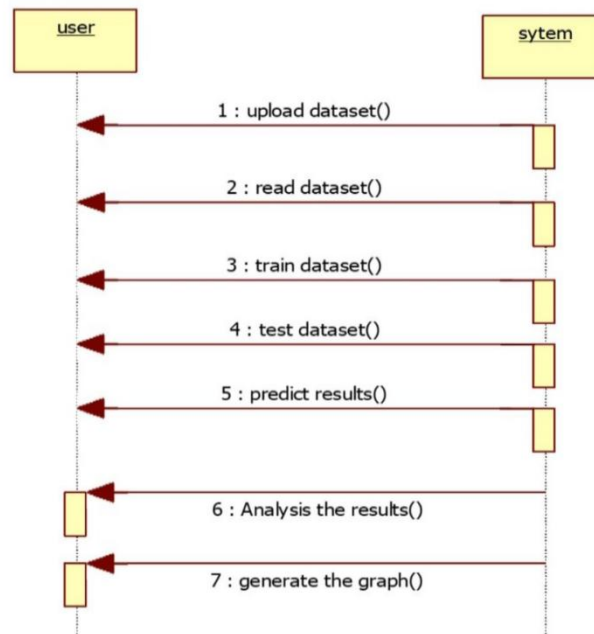 user
sytem
1 : upload dataset()
2 : read dataset()
3 : train dataset()
4 : test dataset()
5 : predict results()
6 : Analysis the results()
7 : generate the graph()